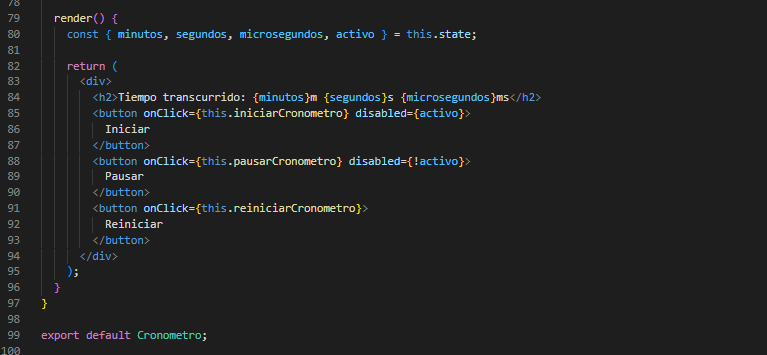 78
79 render() {
80 const { minutos, segundos, microsegundos, activo } = this.state;
81
82 return (
83 <div>
84 <h2>Tiempo transcurrido: {minutos}m {segundos}s {microsegundos}ms</h2>
85 <button onClick={this.iniciarCronometro} disabled={activo}>
86 Iniciar
87 </button>
88 <button onClick={this.pausarCronometro} disabled={!activo}>
89 Pausar
90 </button>
91 <button onClick={this.reiniciarCronometro}>
92 Reiniciar
93 </button>
94 </div>
95 );
96 }
97 }
98
99 export default Cronometro;
100